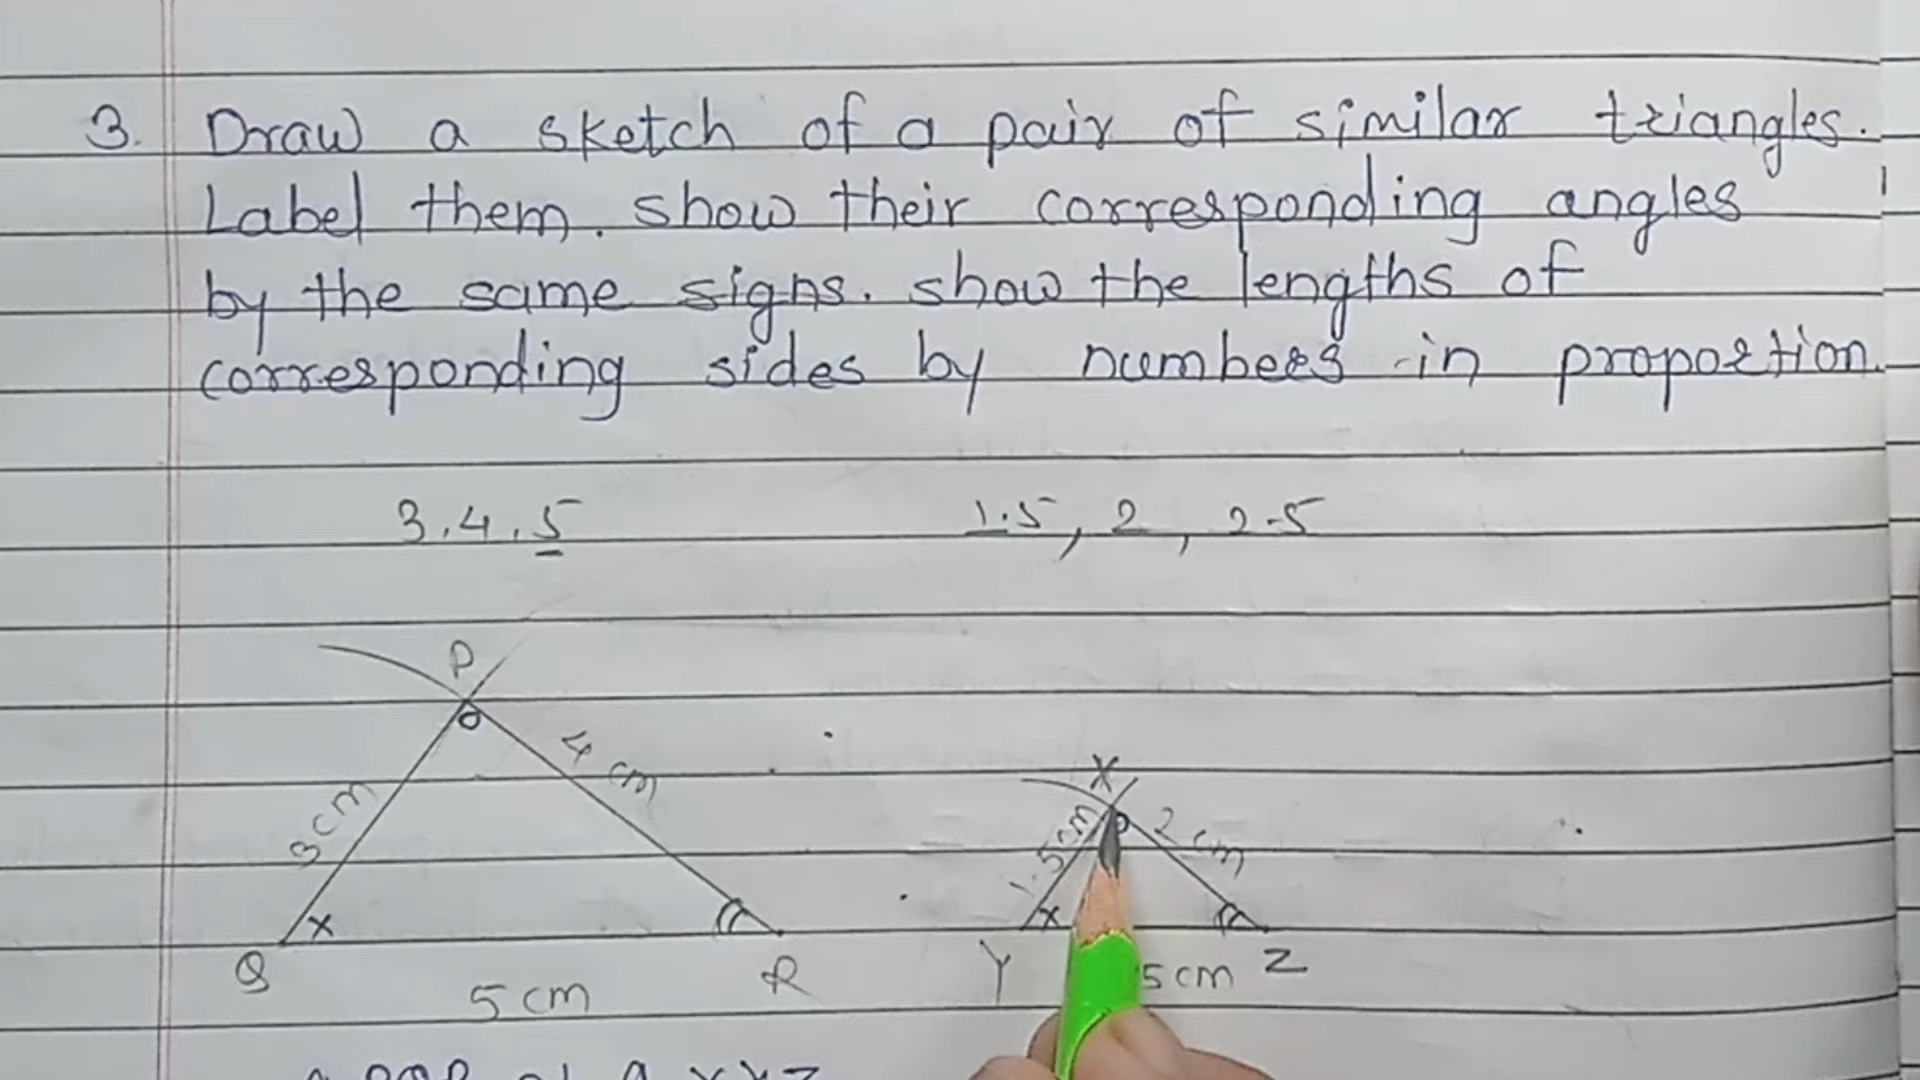 3. Draw a sketch of a pair of similar triangles.
Label them. show their corresponding angles
by the same signs. show the lengths of
corresponding sides by numbers in proportion.
3, 4, 5
1.5, 2, 2.5
P
4 cm
3 cm
x
Q
R
5 cm
X
2 cm
1.5 cm
x
Y
Z
5 cm